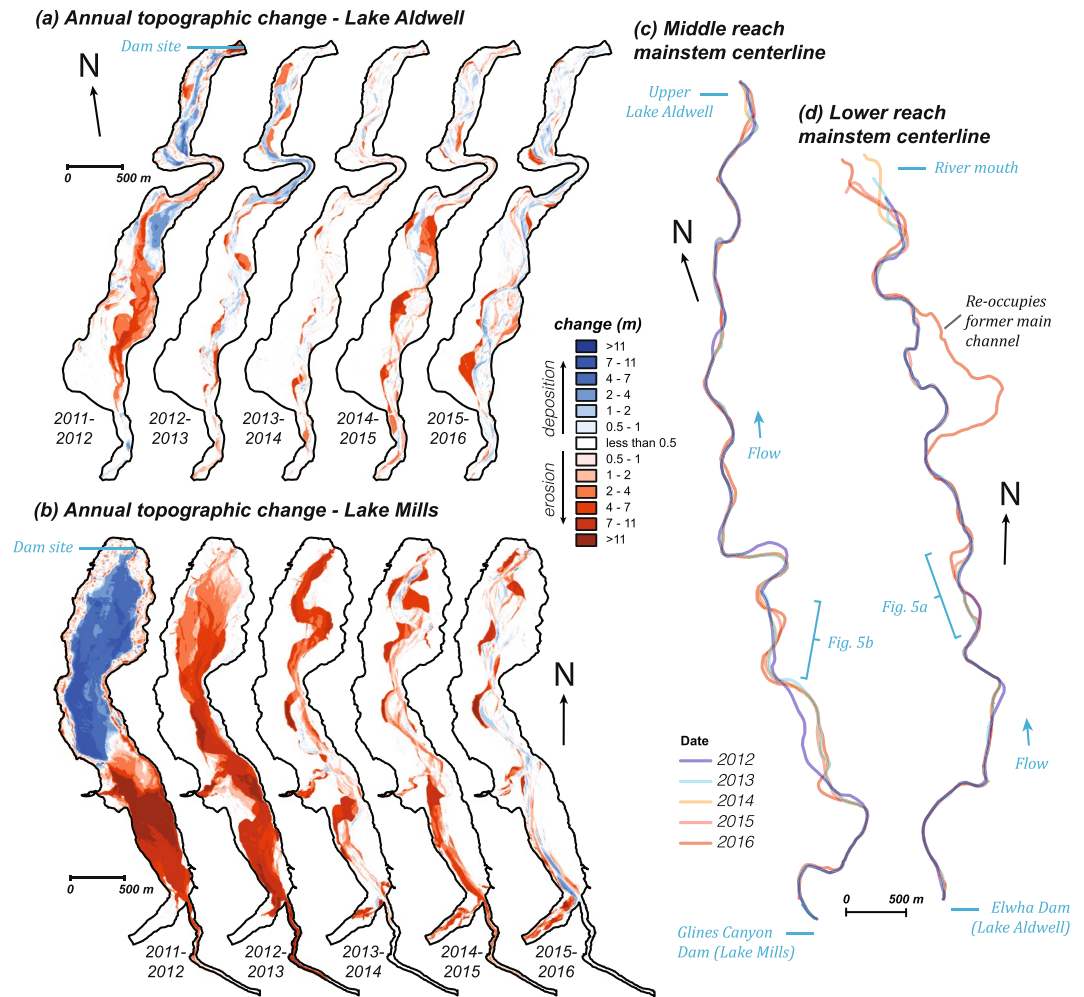 (a) Annual topographic change - Lake Aldwell
Dam site
N
0 500 m
2011-
2012
2012-
2013
2013-
2014
2014-
2015
2015-
2016
change (m)
>11
7 - 11
4 - 7
2 - 4
1 - 2
0.5 - 1
less than 0.5
0.5 - 1
1 - 2
2 - 4
4 - 7
7 - 11
>11
deposition
erosion
(b) Annual topographic change - Lake Mills
Dam site
N
0 500 m
2011-
2012
2012-
2013
2013-
2014
2014-
2015
2015-
2016
(c) Middle reach
mainstem centerline
Upper
Lake Aldwell
N
Flow
Fig. 5b
Date
2012
2013
2014
2015
2016
Glines Canyon
Dam (Lake Mills)
0 500 m
(d) Lower reach
mainstem centerline
River mouth
Re-occupies
former main
channel
N
Fig. 5a
Flow
Elwha Dam
(Lake Aldwell)